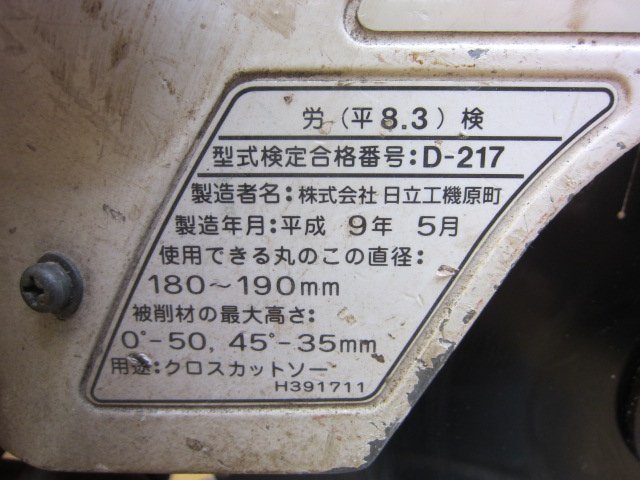 労(平8.3)検
型式検定合格番号:D-217
製造者名:株式会社 日立工機原町
製造年月:平成 9年 5月
使用できる丸のこの直径:
180~190mm
被削材の最大高さ:
0°-50, 45°-35mm
用途:クロスカットソー
H391711